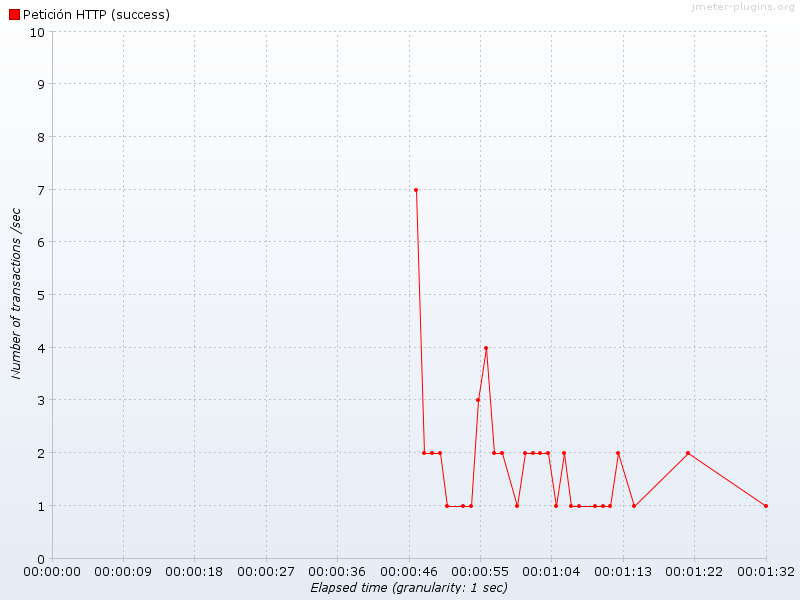 jmeter-plugins.org
Petición HTTP (success)
10
9
8
7
6
5
4
3
2
1
0
Number of transactions /sec
00:00:00 00:00:09 00:00:18 00:00:27 00:00:36 00:00:46 00:00:55 00:01:04 00:01:13 00:01:22 00:01:32
Elapsed time (granularity: 1 sec)